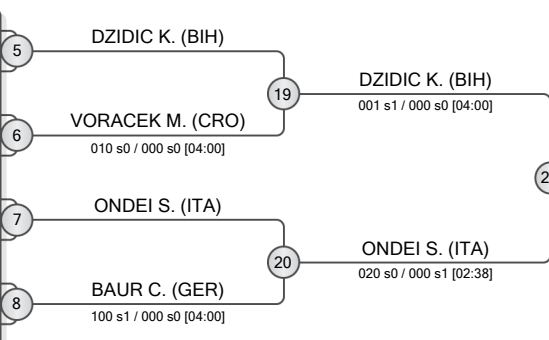 5
DZIDIC K. (BIH)
19
DZIDIC K. (BIH)
001 s1 / 000 s0 [04:00]
6
VORACEK M. (CRO)
010 s0 / 000 s0 [04:00]
2
7
ONDEI S. (ITA)
20
ONDEI S. (ITA)
020 s0 / 000 s1 [02:38]
8
BAUR C. (GER)
100 s1 / 000 s0 [04:00]